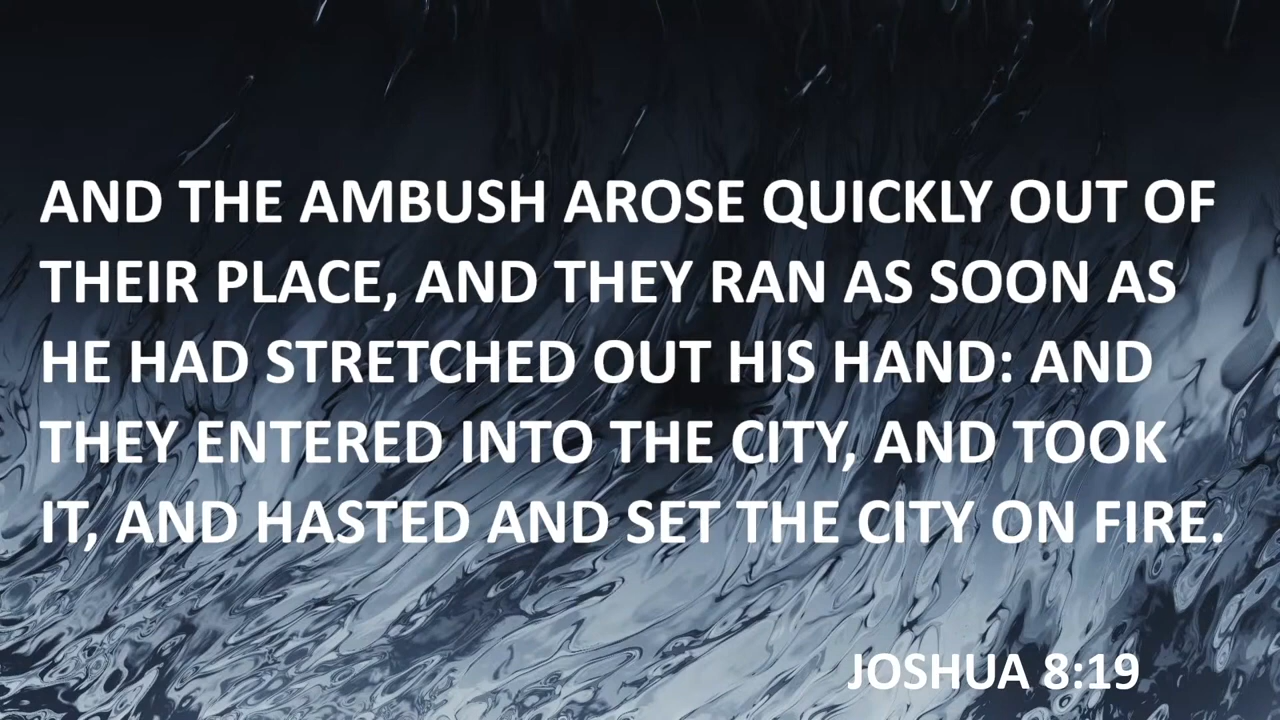 AND THE AMBUSH AROSE QUICKLY OUT OF
THEIR PLACE, AND THEY RAN AS SOON AS
HE HAD STRETCHED OUT HIS HAND: AND
THEY ENTERED INTO THE CITY, AND TOOK
IT, AND HASTED AND SET THE CITY ON FIRE.
JOSHUA 8:19